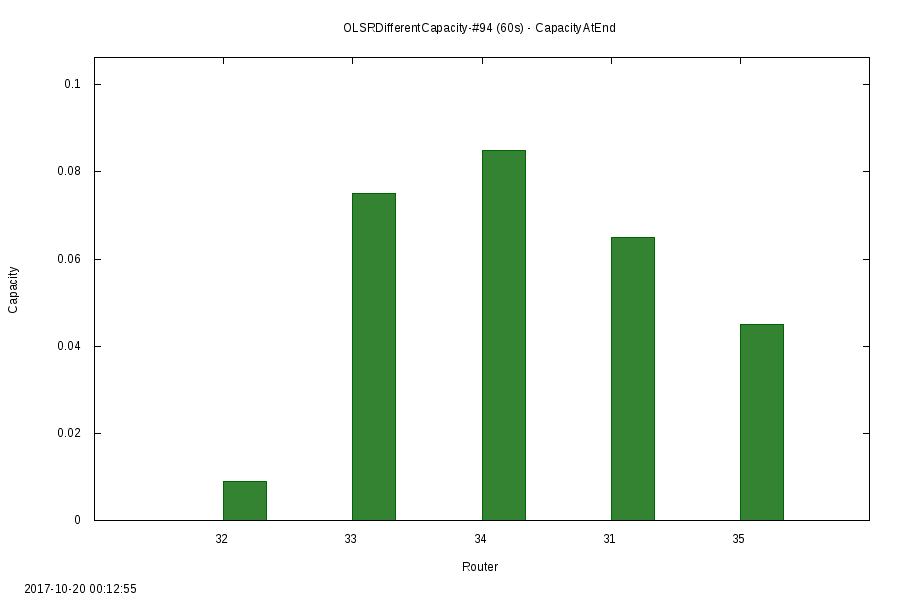 OLSRDifferentCapacity-#94 (60s) - CapacityAtEnd
0.1
0.08
0.06
0.04
0.02
0
Capacity
32 33 34 31 35
Router
2017-10-20 00:12:55